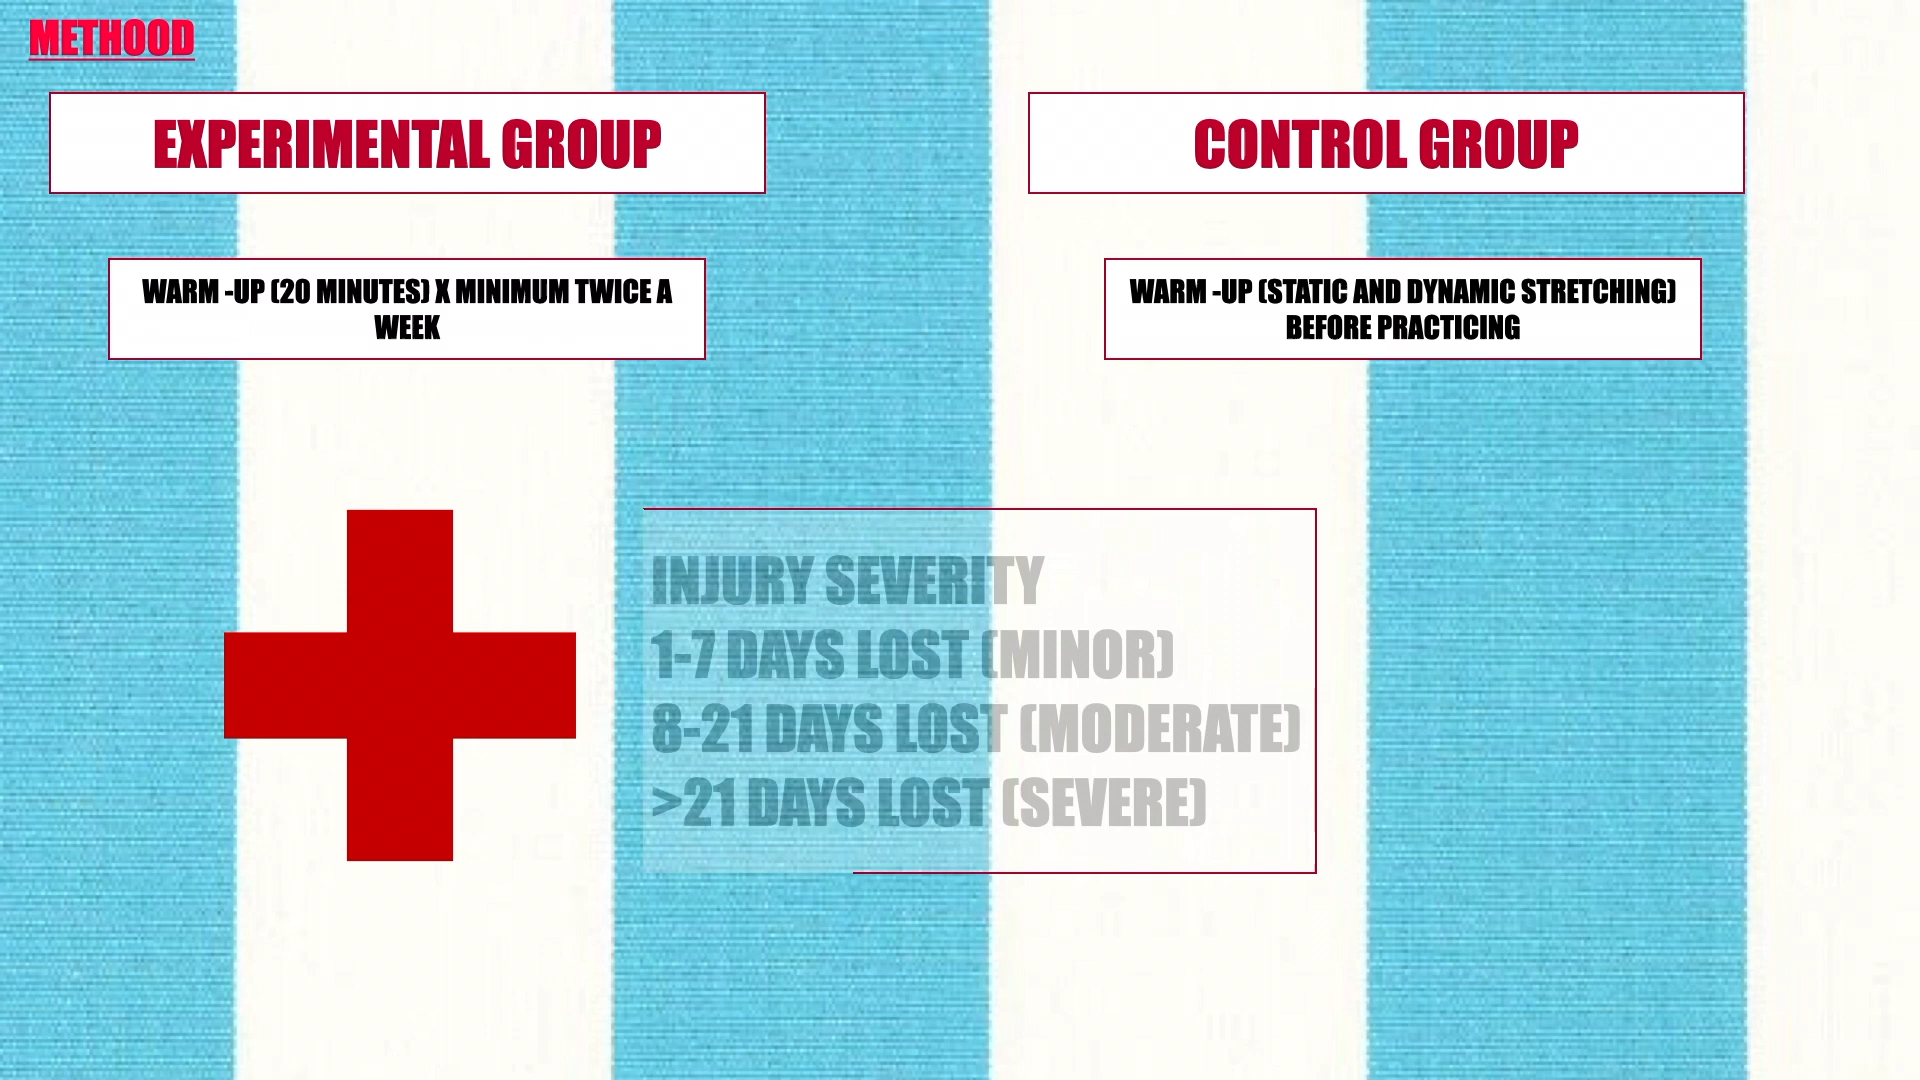 METHOOD
EXPERIMENTAL GROUP
CONTROL GROUP
WARM -UP (20 MINUTES) X MINIMUM TWICE A
WEEK
WARM -UP (STATIC AND DYNAMIC STRETCHING)
BEFORE PRACTICING
INJURY SEVERITY
1-7 DAYS LOST (MINOR)
8-21 DAYS LOST (MODERATE)
>21 DAYS LOST (SEVERE)